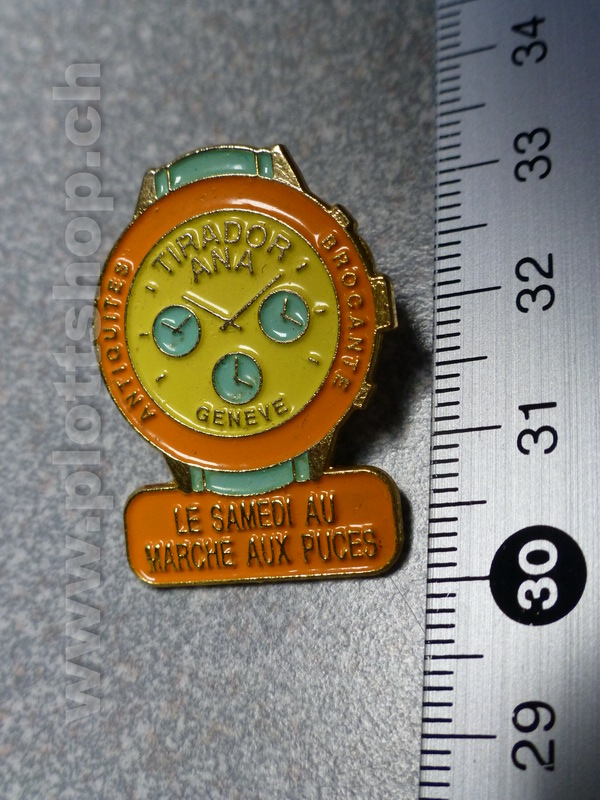 TIRADOR
ANA
GENEVE
ANTIQUITES
BROCANTE
LE SAMEDI AU
MARCHE AUX PUCES
www.plottshop.ch
34
33
32
31
30
29